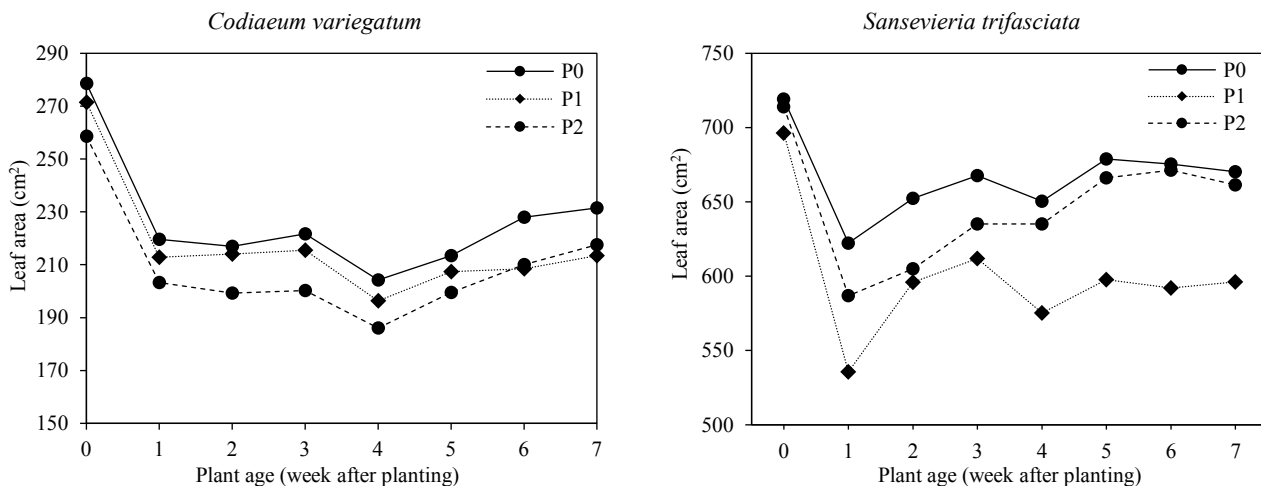 Codiaeum variegatum
290
270
250
230
210
190
170
150
Leaf area (cm²)
P0
P1
P2
0 1 2 3 4 5 6 7
Plant age (week after planting)
Sansevieria trifasciata
750
700
650
600
550
500
Leaf area (cm²)
P0
P1
P2
0 1 2 3 4 5 6 7
Plant age (week after planting)